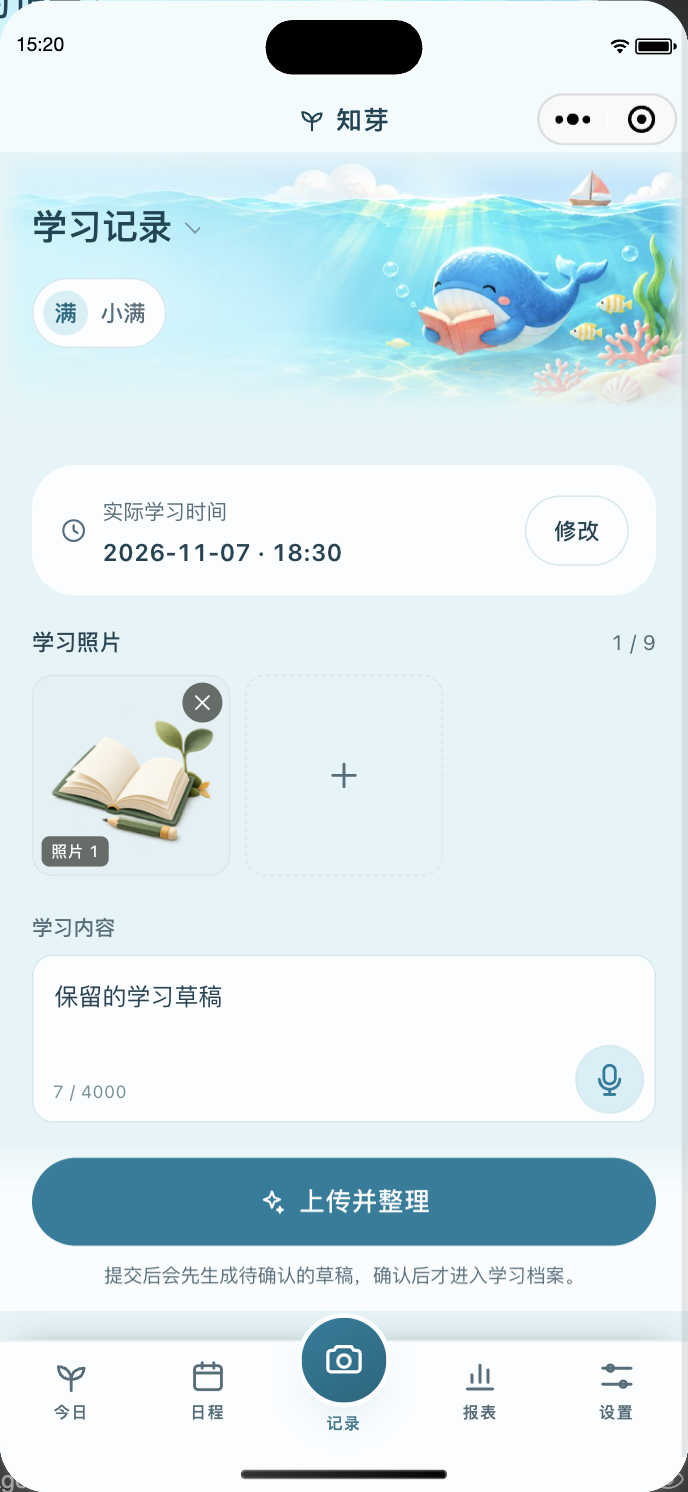 15:20
知芽
学习记录
满 小满
实际学习时间
2026-11-07 · 18:30
修改
学习照片
1 / 9
照片 1
学习内容
保留的学习草稿
7 / 4000
上传并整理
提交后会先生成待确认的草稿，确认后才进入学习档案。
今日
日程
记录
报表
设置